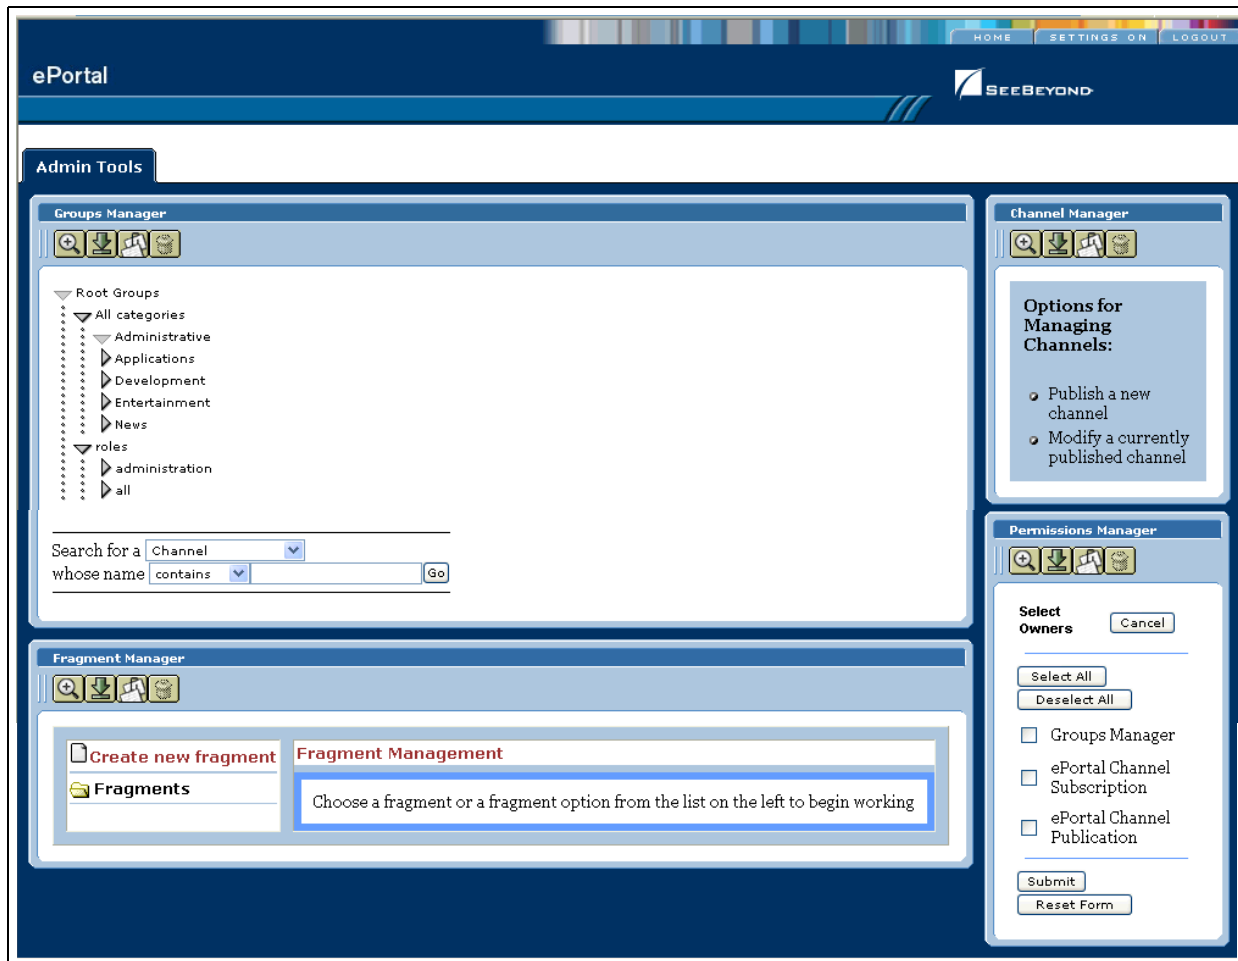 HOME SETTINGS ON LOGOUT
ePortal
SEEBEYOND
Admin Tools
Groups Manager
Root Groups
All categories
Administrative
Applications
Development
Entertainment
News
roles
administration
all
Search for a Channel
whose name contains Go
Fragment Manager
Create new fragment
Fragments
Fragment Management
Choose a fragment or a fragment option from the list on the left to begin working
Channel Manager
Options for
Managing
Channels:
Publish a new
channel
Modify a currently
published channel
Permissions Manager
Select
Owners
Cancel
Select All
Deselect All
Groups Manager
ePortal Channel
Subscription
ePortal Channel
Publication
Submit
Reset Form